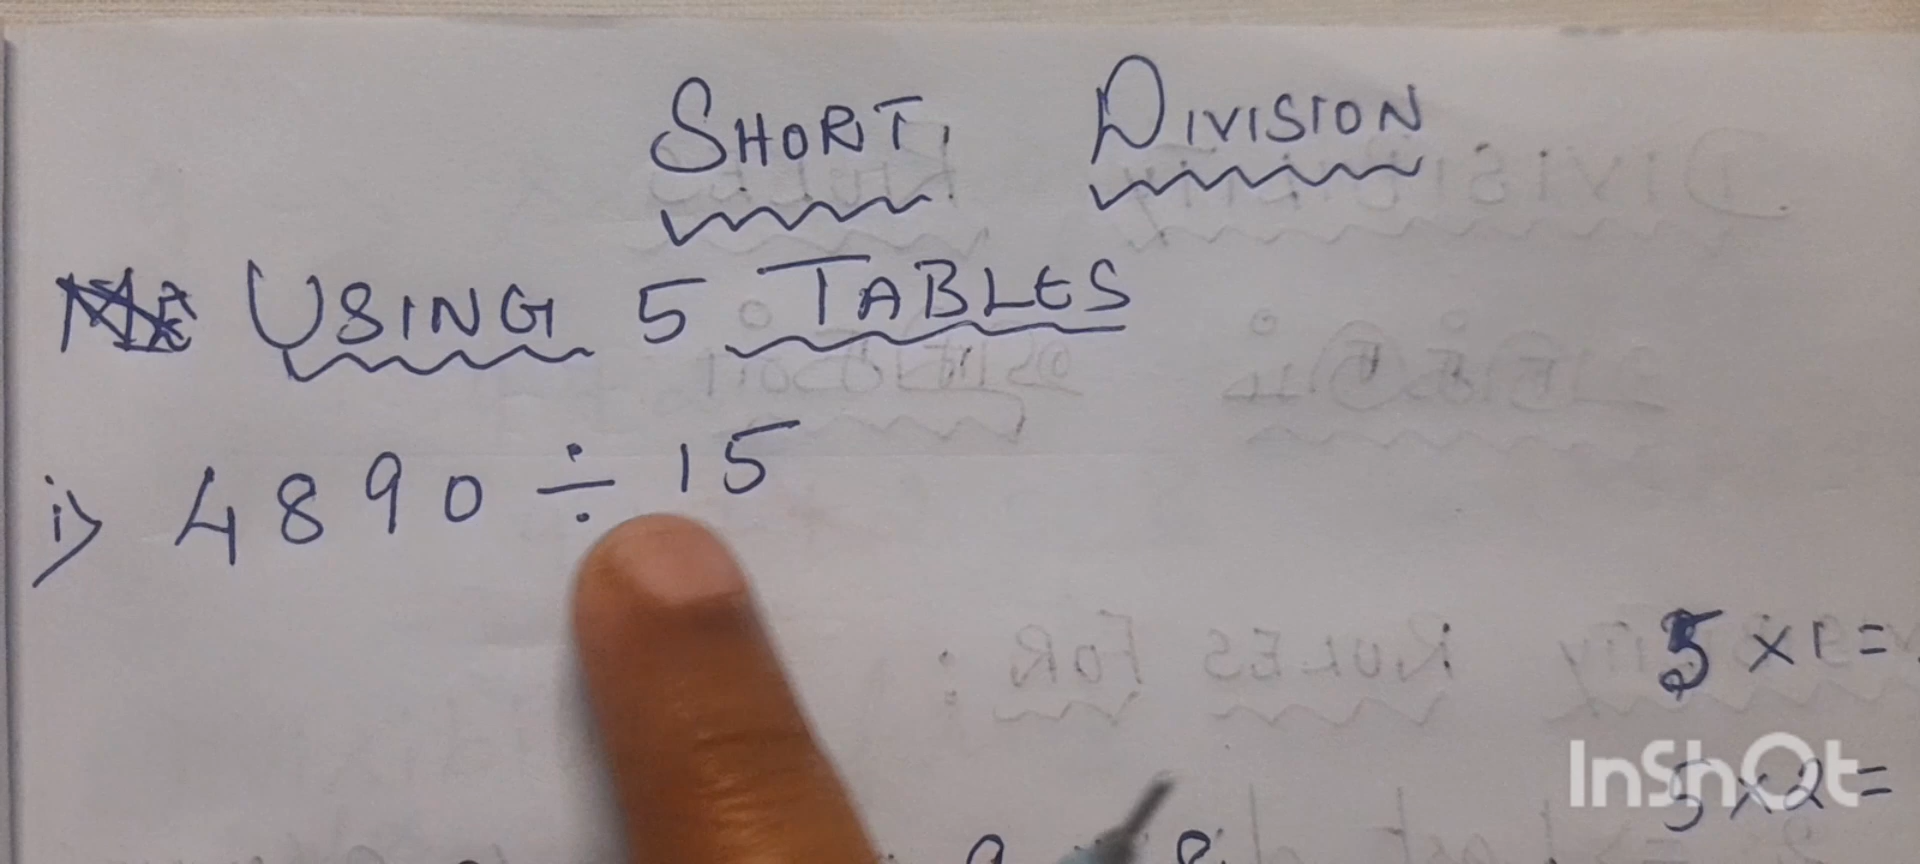 SHORT DIVISION
USING 5 TABLES
i) 4890 ÷ 15
5 × 1 =
5 × 2 =
InShOt